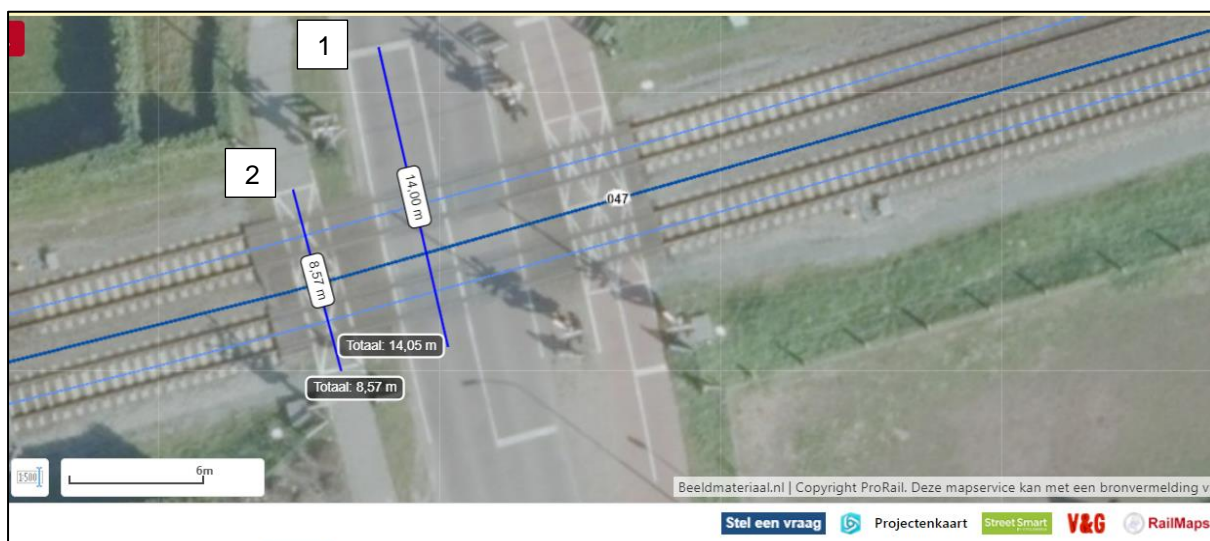 1
2
14,00 m
047
8,57 m
Totaal: 14,05 m
Totaal: 8,57 m
1:500
6m
Beeldmateriaal.nl | Copyright ProRail. Deze mapservice kan met een bronvermelding v
Stel een vraag
Projectenkaart
Street Smart
V&G
RailMaps